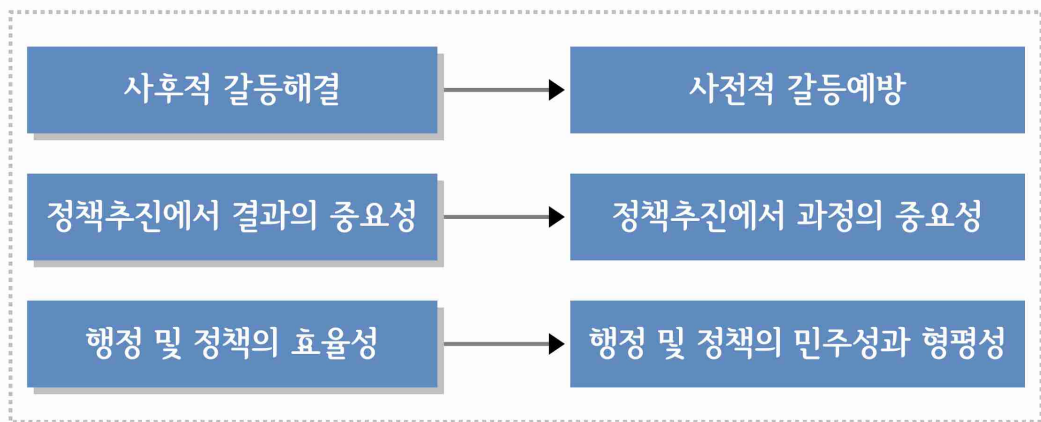 사후적 갈등해결
사전적 갈등예방
정책추진에서 결과의 중요성
정책추진에서 과정의 중요성
행정 및 정책의 효율성
행정 및 정책의 민주성과 형평성